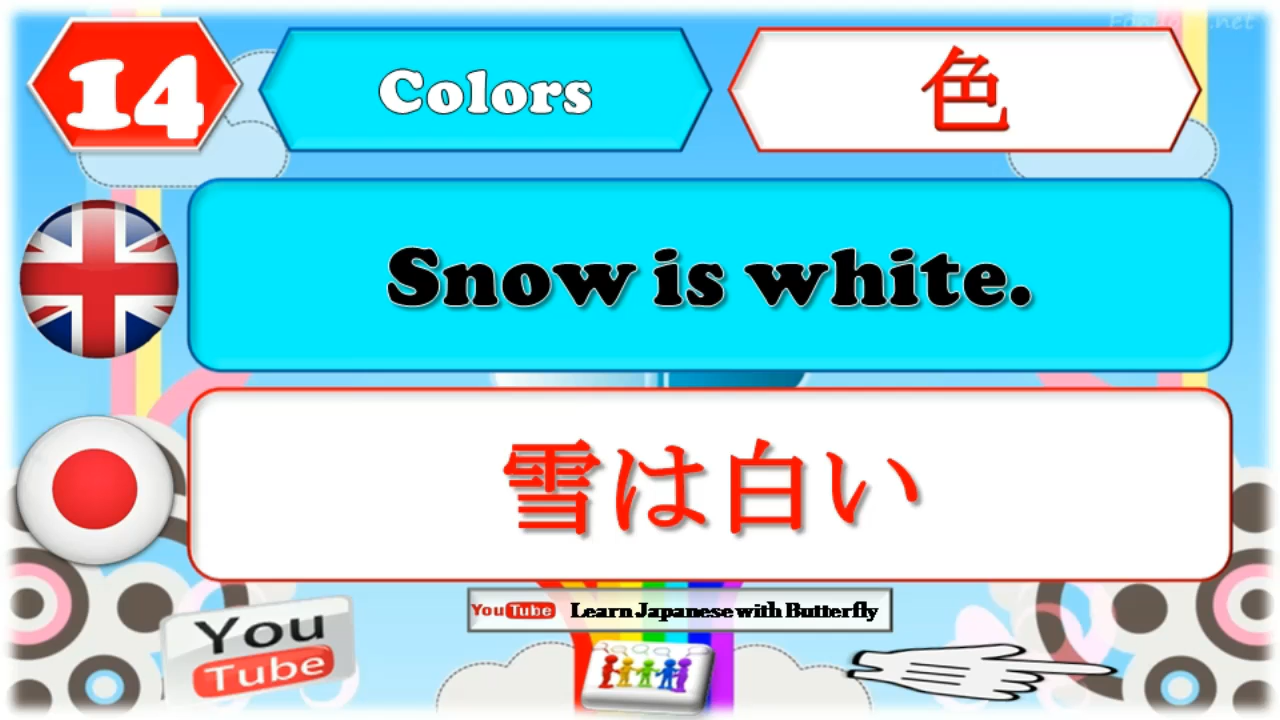 14
Colors
色
Snow is white.
雪は白い
YouTube Learn Japanese with Butterfly
You
Tube